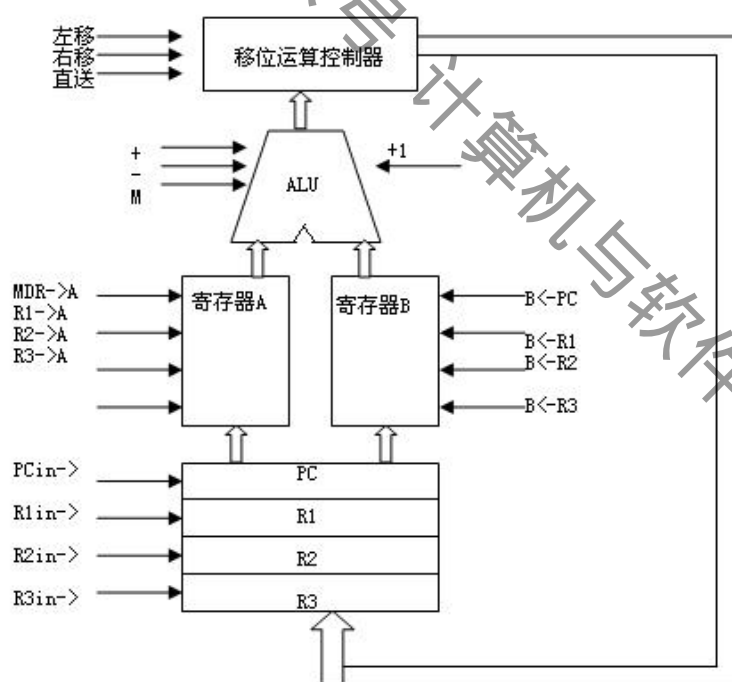 左移
右移
直送
移位运算控制器
号 计算机与软件
+
-
M
+1
ALU
MDR->A
R1->A
R2->A
R3->A
寄存器A
寄存器B
B<-PC
B<-R1
B<-R2
B<-R3
PCin->
R1in->
R2in->
R3in->
PC
R1
R2
R3